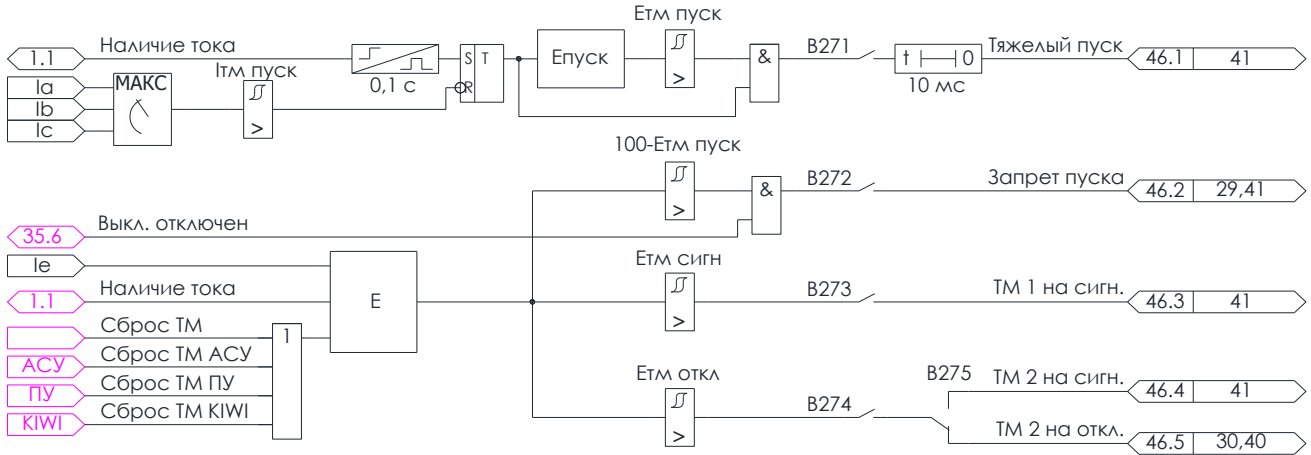 Етм пуск
1.1 Наличие тока 0,1 с S T R Епуск > & В271 t 0 10 мс Тяжелый пуск 46.1 41
Iтм пуск
Ia МАКС >
Ib
Ic
100-Етм пуск
> & В272 Запрет пуска 46.2 29,41
35.6 Выкл. отключен
Ie Етм сигн
1.1 Наличие тока E > В273 ТМ 1 на сигн. 46.3 41
Сброс ТМ 1
АСУ Сброс ТМ АСУ
ПУ Сброс ТМ ПУ
KIWI Сброс ТМ KIWI
Етм откл
> В274 В275
ТМ 2 на сигн. 46.4 41
ТМ 2 на откл. 46.5 30,40